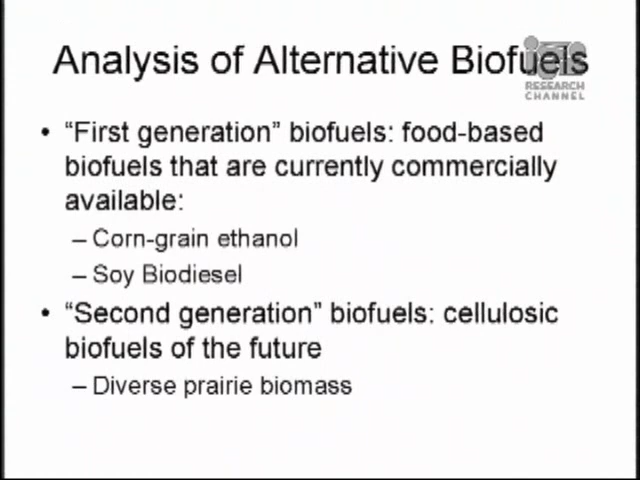 Analysis of Alternative Biofuels
RESEARCH
CHANNEL
• “First generation” biofuels: food-based
biofuels that are currently commercially
available:
– Corn-grain ethanol
– Soy Biodiesel
• “Second generation” biofuels: cellulosic
biofuels of the future
– Diverse prairie biomass